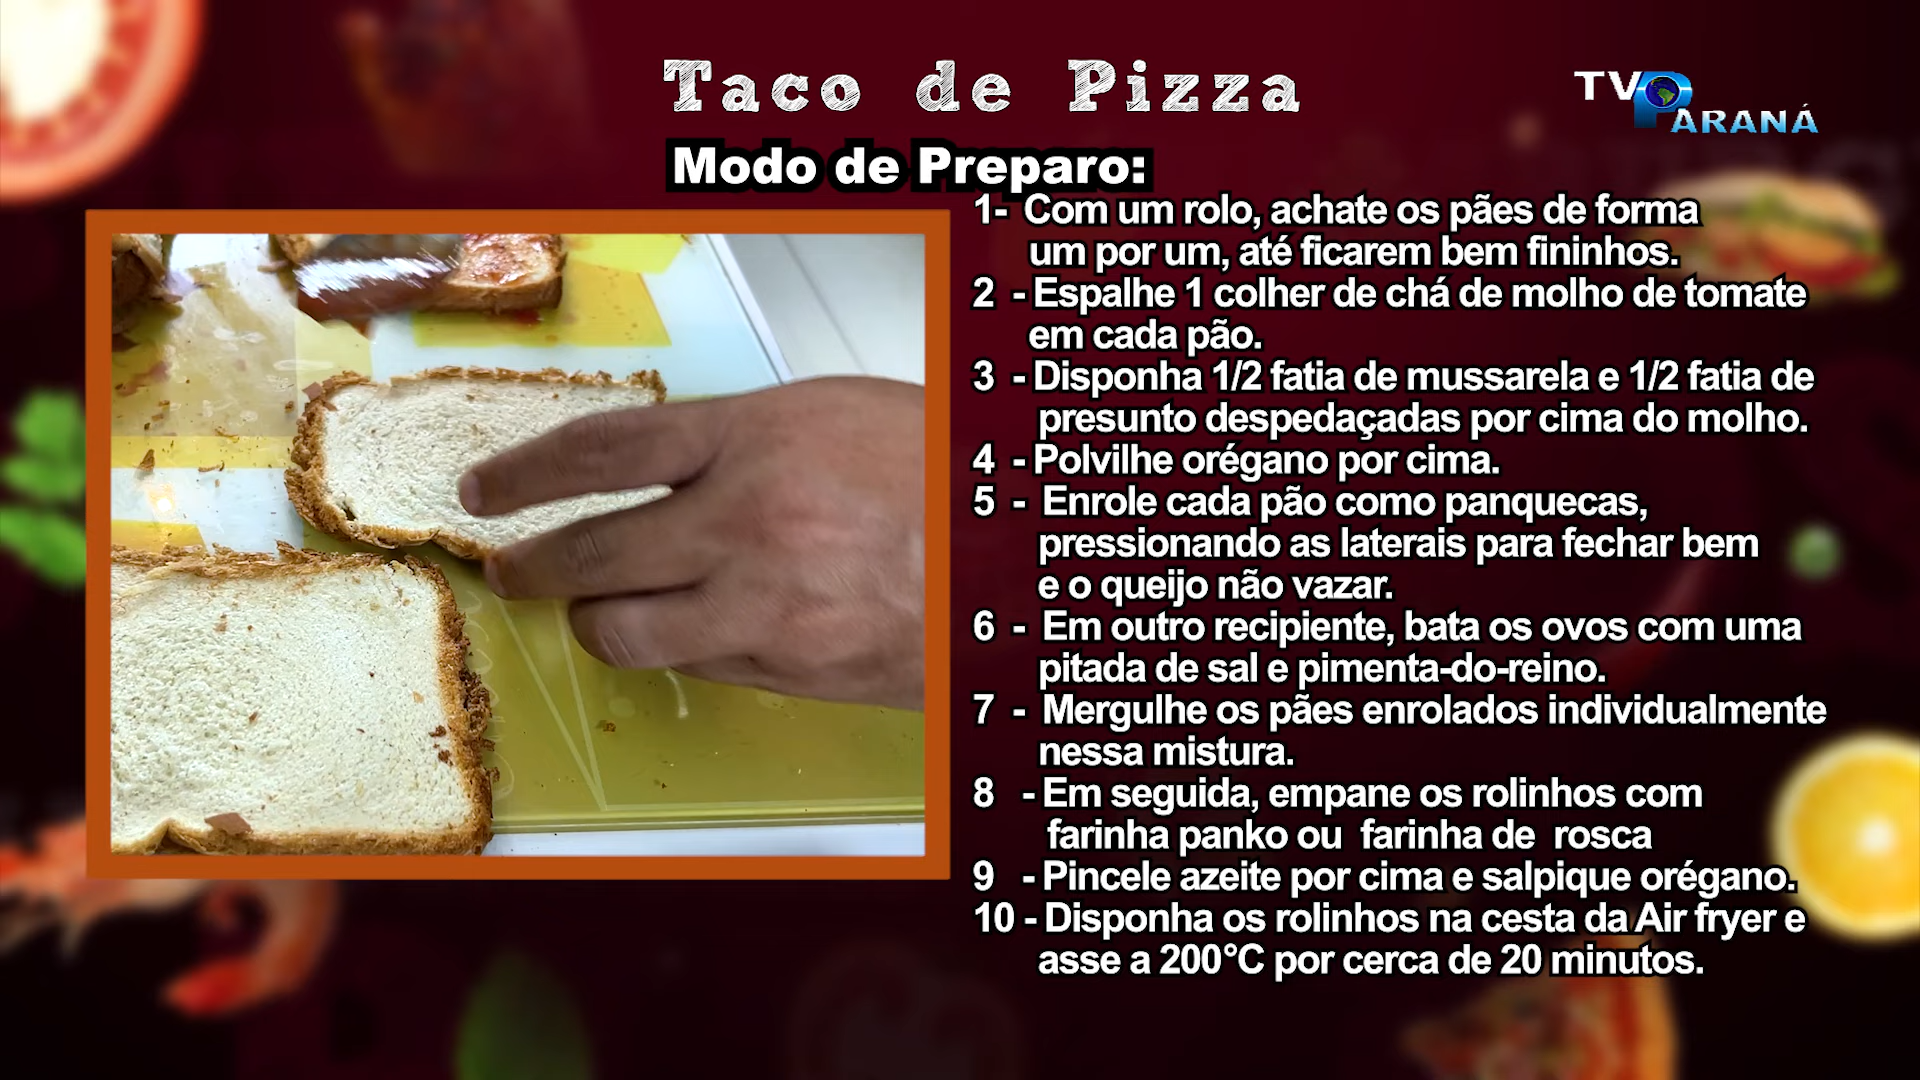 Taco de Pizza
TV PARANÁ
Modo de Preparo:
1- Com um rolo, achate os pães de forma
um por um, até ficarem bem fininhos.
2 - Espalhe 1 colher de chá de molho de tomate
em cada pão.
3 - Disponha 1/2 fatia de mussarela e 1/2 fatia de
presunto despedaçadas por cima do molho.
4 - Polvilhe orégano por cima.
5 - Enrole cada pão como panquecas,
pressionando as laterais para fechar bem
e o queijo não vazar.
6 - Em outro recipiente, bata os ovos com uma
pitada de sal e pimenta-do-reino.
7 - Mergulhe os pães enrolados individualmente
nessa mistura.
8 - Em seguida, empane os rolinhos com
farinha panko ou farinha de rosca
9 - Pincele azeite por cima e salpique orégano.
10 - Disponha os rolinhos na cesta da Air fryer e
asse a 200°C por cerca de 20 minutos.